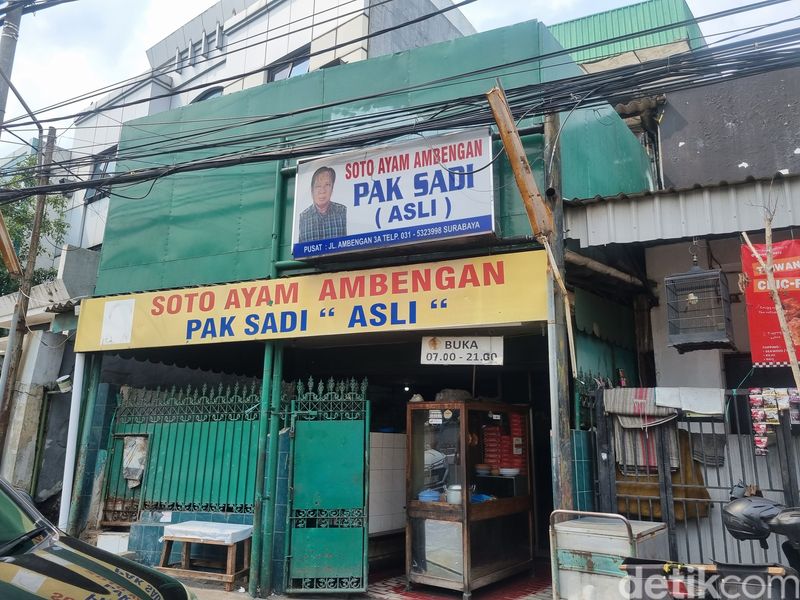 SOTO AYAM AMBENGAN
PAK SADI
( ASLI )
PUSAT : JL. AMBENGAN 3A TELP. 031 - 5323998 SURABAYA
SOTO AYAM AMBENGAN
PAK SADI " ASLI "
BUKA
07.00 - 21.00
detikcom